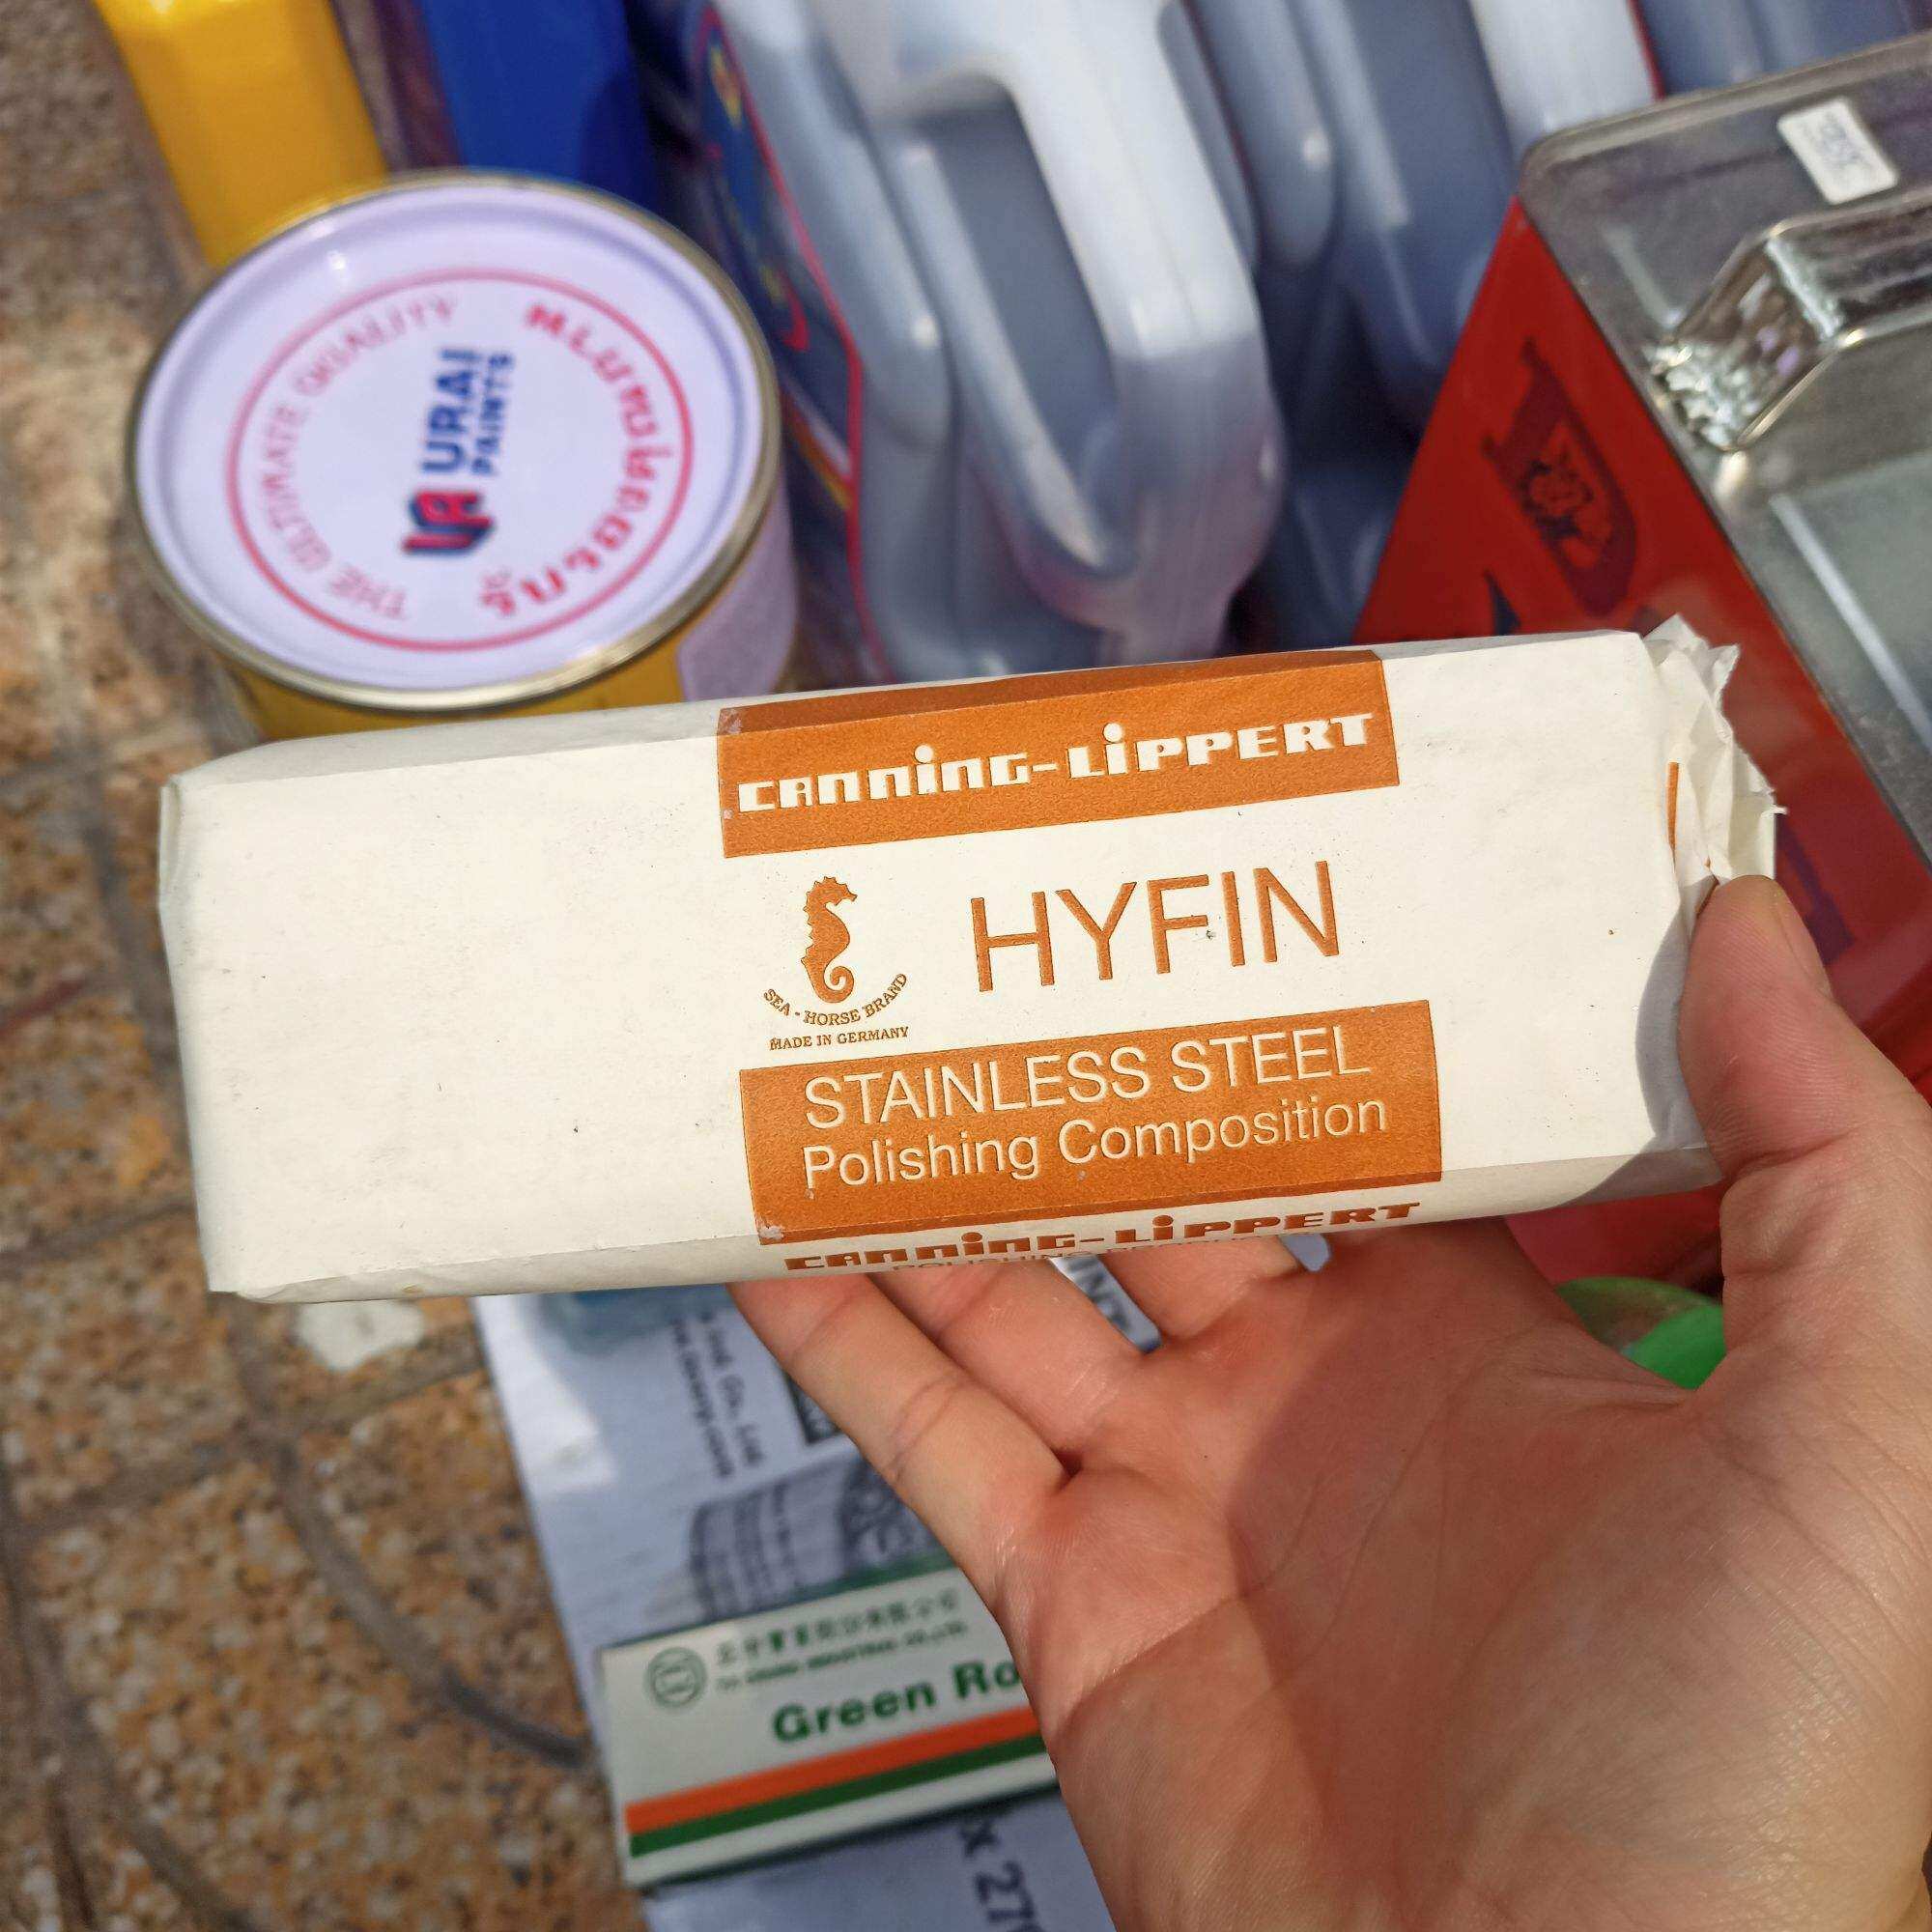 THE ULTIMATE QUALITY
URAI
PAINTS
CANNING-LIPPERT
HYFIN
SEA - HORSE BRAND
MADE IN GERMANY
STAINLESS STEEL
Polishing Composition
CANNING-LIPPERT
Green Ro
x 270